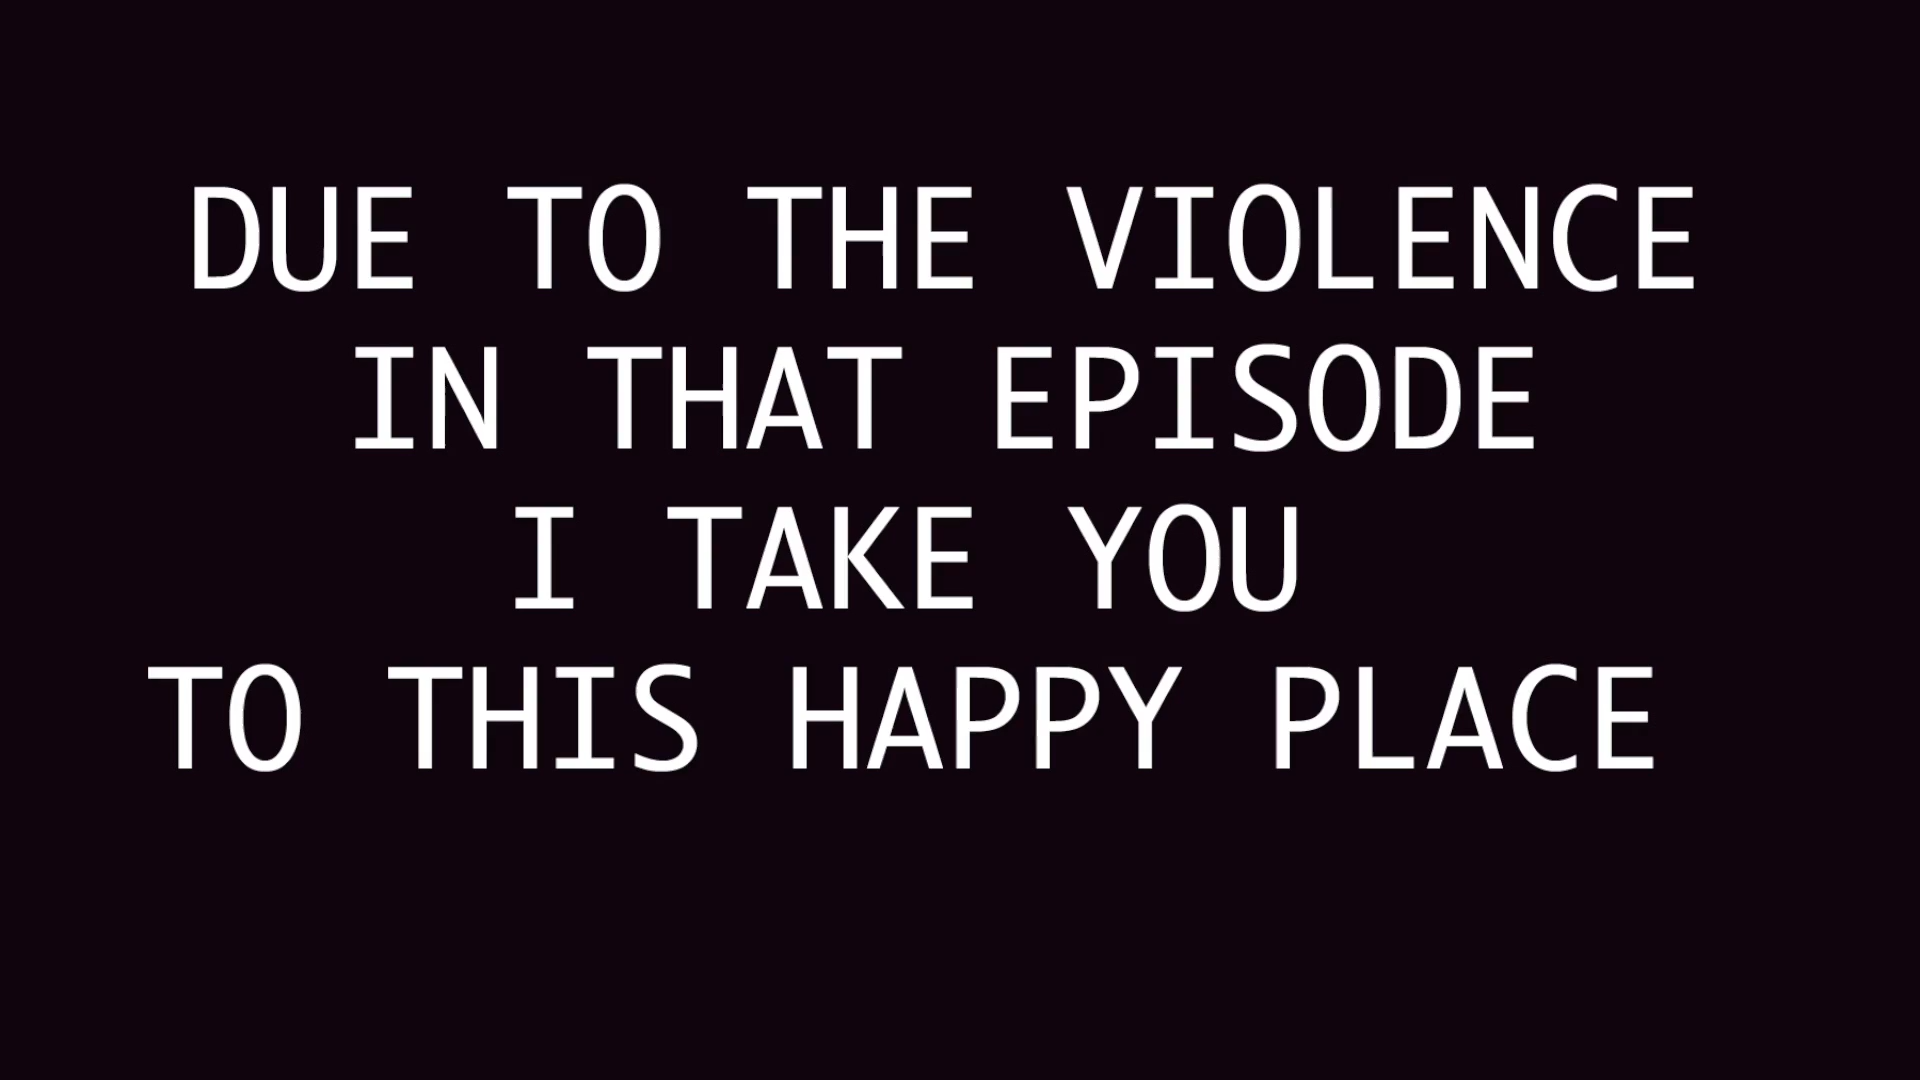 DUE TO THE VIOLENCE
IN THAT EPISODE
I TAKE YOU
TO THIS HAPPY PLACE